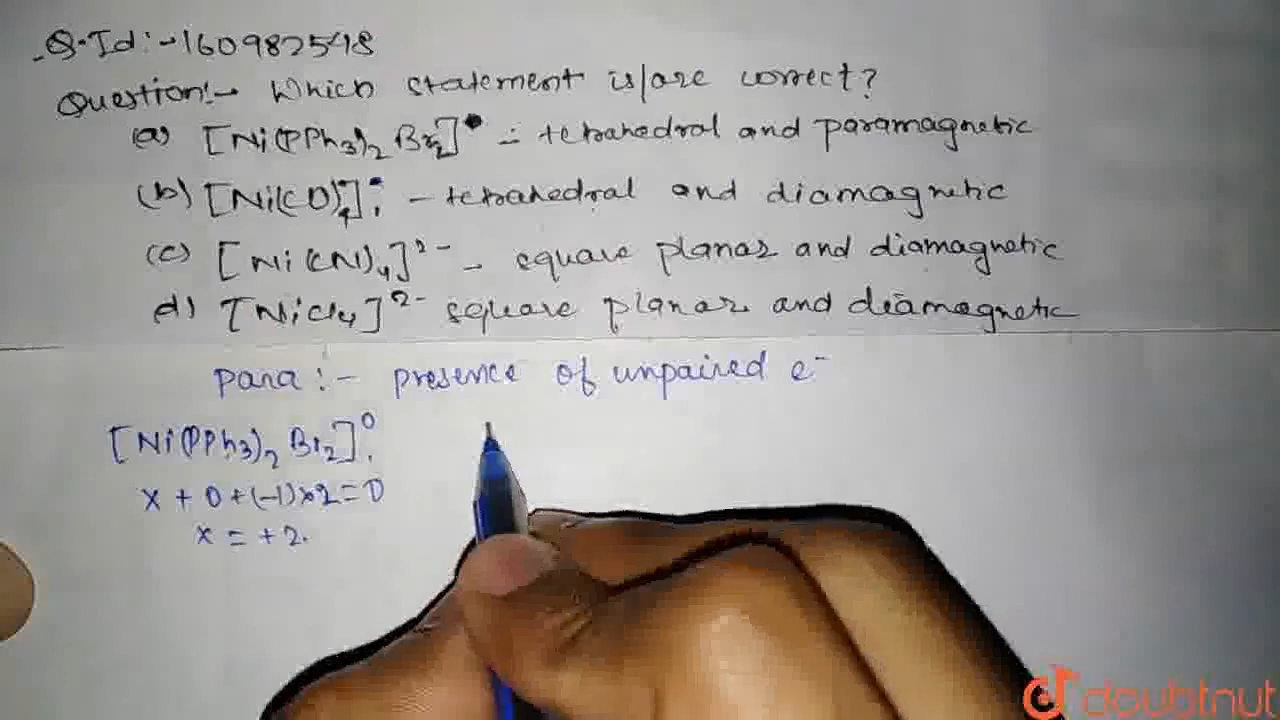 Q.Id:-160982548
Question:- Which statement is/are correct?
(a) [Ni(PPh3)2 Br2] - tetrahedral and paramagnetic
(b) [Ni(CO)4] - tetrahedral and diamagnetic
(c) [Ni(CN)4]2- - square planar and diamagnetic
d) [NiCl4]2- square planar and diamagnetic
para :- presence of unpaired e-
[Ni(PPh3)2 Br2]0.
x + 0 + (-1)x2 = 0
x = +2.
doubtnut